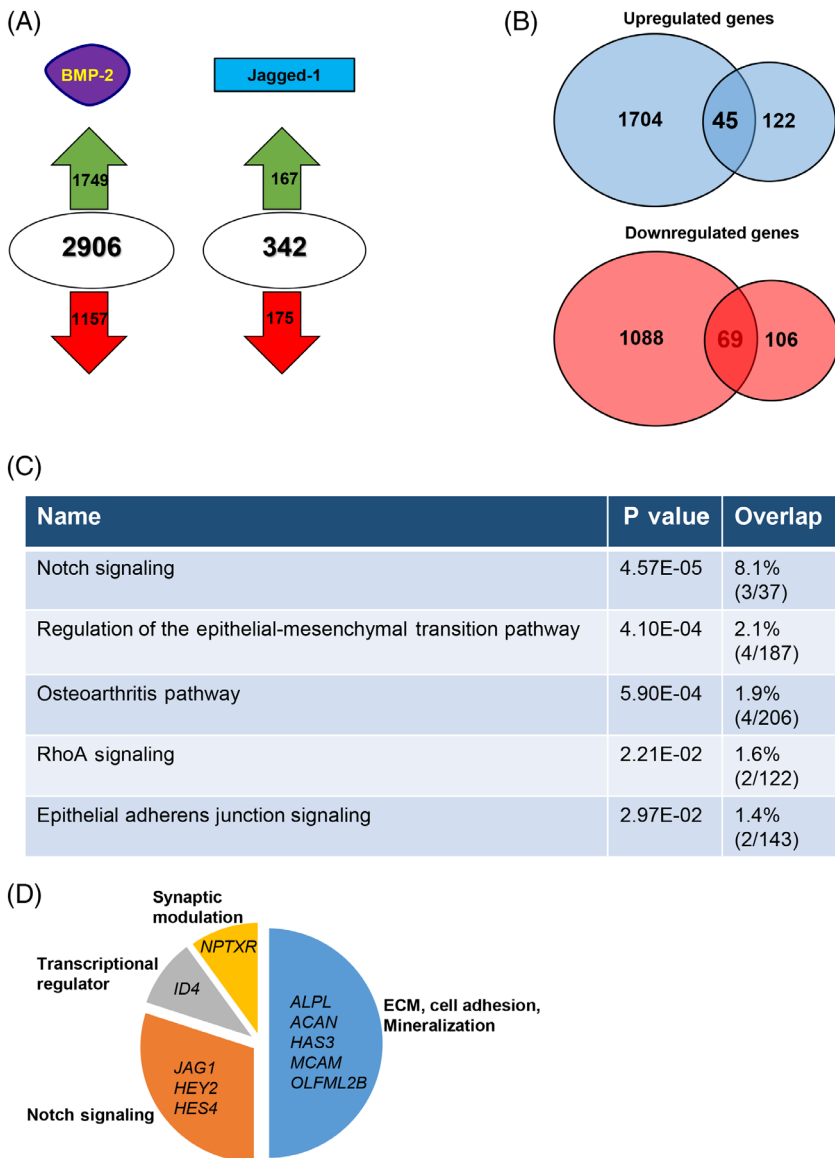 (A)
BMP-2
Jagged-1
1749
167
2906
342
1157
175
(B)
Upregulated genes
1704
45
122
Downregulated genes
1088
69
106
(C)
Name
P value
Overlap
Notch signaling
4.57E-05
8.1%
(3/37)
Regulation of the epithelial-mesenchymal transition pathway
4.10E-04
2.1%
(4/187)
Osteoarthritis pathway
5.90E-04
1.9%
(4/206)
RhoA signaling
2.21E-02
1.6%
(2/122)
Epithelial adherens junction signaling
2.97E-02
1.4%
(2/143)
(D)
Synaptic
modulation
NPTXR
Transcriptional
regulator
ID4
ECM, cell adhesion,
Mineralization
ALPL
ACAN
HAS3
MCAM
OLFML2B
JAG1
HEY2
HES4
Notch signaling